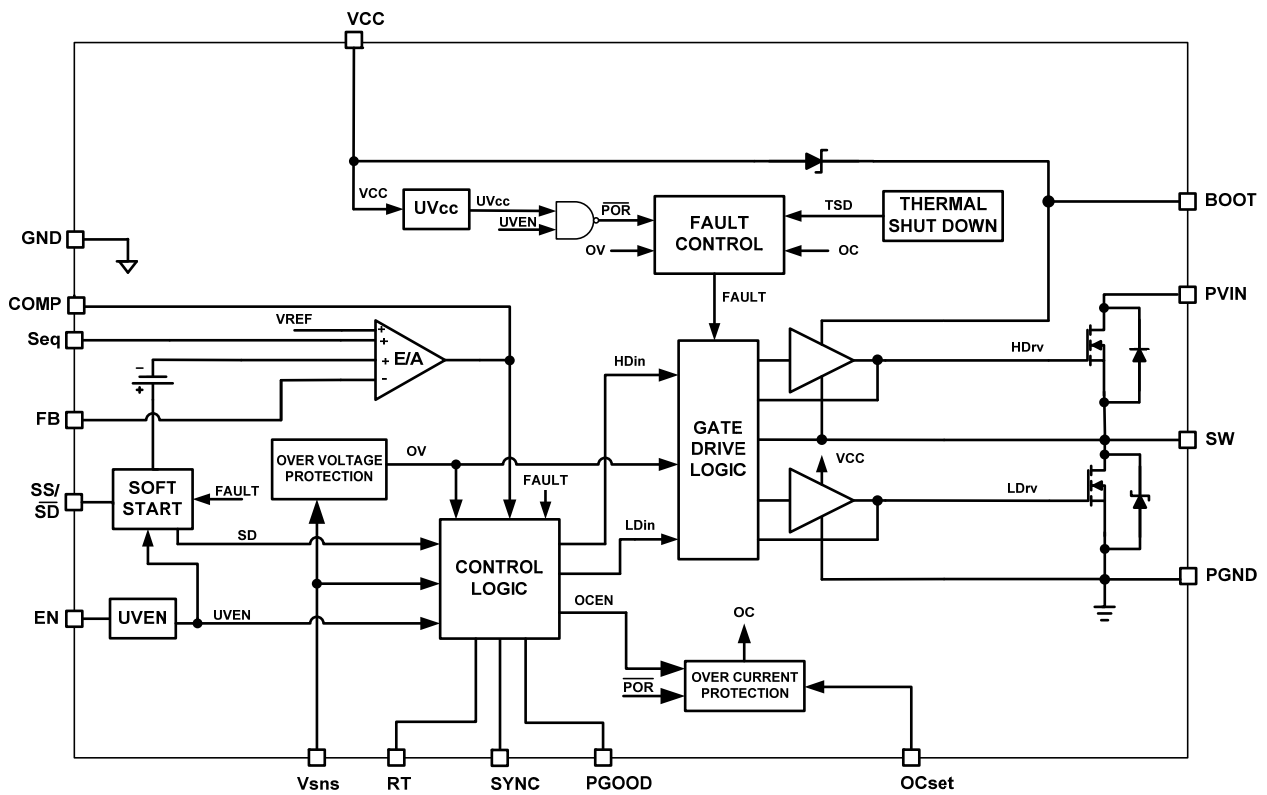 VCC
BOOT
VCC
UVcc
UVcc
UVEN
POR
FAULT
CONTROL
TSD
THERMAL
SHUT DOWN
OV
OC
GND
FAULT
PVIN
COMP
VREF
Seq
+
+
+
-
E/A
HDin
HDrv
–
+
FB
GATE
DRIVE
LOGIC
SW
OVER VOLTAGE
PROTECTION
OV
VCC
SS/
SD
SOFT
START
FAULT
FAULT
LDrv
SD
LDin
CONTROL
LOGIC
PGND
OCEN
EN
UVEN
UVEN
OC
POR
OVER CURRENT
PROTECTION
Vsns
RT
SYNC
PGOOD
OCset